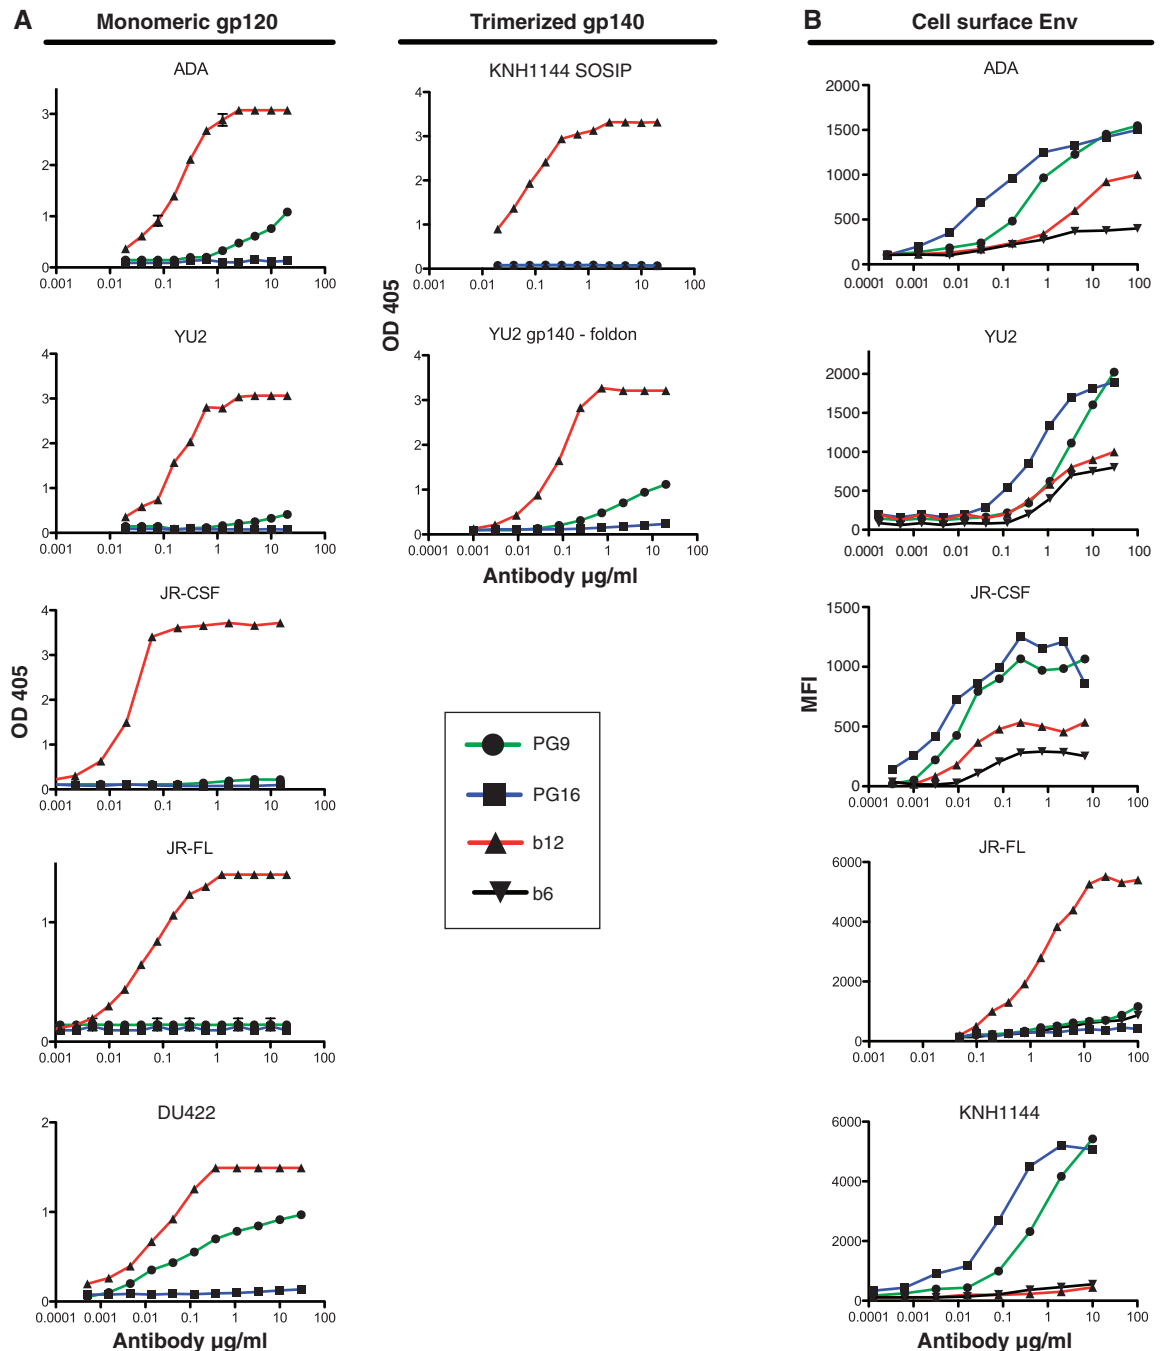 A Monomeric gp120 Trimerized gp140 B Cell surface Env
ADA
3
2
1
0
0.001 0.01 0.1 1 10 100
KNH1144 SOSIP
4
3
2
1
0
0.001 0.01 0.1 1 10 100
ADA
2000
1500
1000
500
0
0.0001 0.001 0.01 0.1 1 10 100
OD 405
YU2
4
3
2
1
0
0.001 0.01 0.1 1 10 100
YU2 gp140 - foldon
4
3
2
1
0
0.0001 0.001 0.01 0.1 1 10 100
Antibody µg/ml
YU2
2000
1500
1000
500
0
0.0001 0.001 0.01 0.1 1 10 100
JR-CSF
4
3
2
1
0
0.001 0.01 0.1 1 10 100
OD 405
PG9
PG16
b12
b6
JR-CSF
1500
1000
500
0
0.0001 0.001 0.01 0.1 1 10 100
MFI
JR-FL
1
0
0.001 0.01 0.1 1 10 100
JR-FL
6000
4000
2000
0
0.0001 0.01 0.1 1 10 100
DU422
2
1
0
0.0001 0.001 0.01 0.1 1 10 100
Antibody µg/ml
KNH1144
6000
4000
2000
0
0.0001 0.001 0.01 0.1 1 10 100
Antibody µg/ml